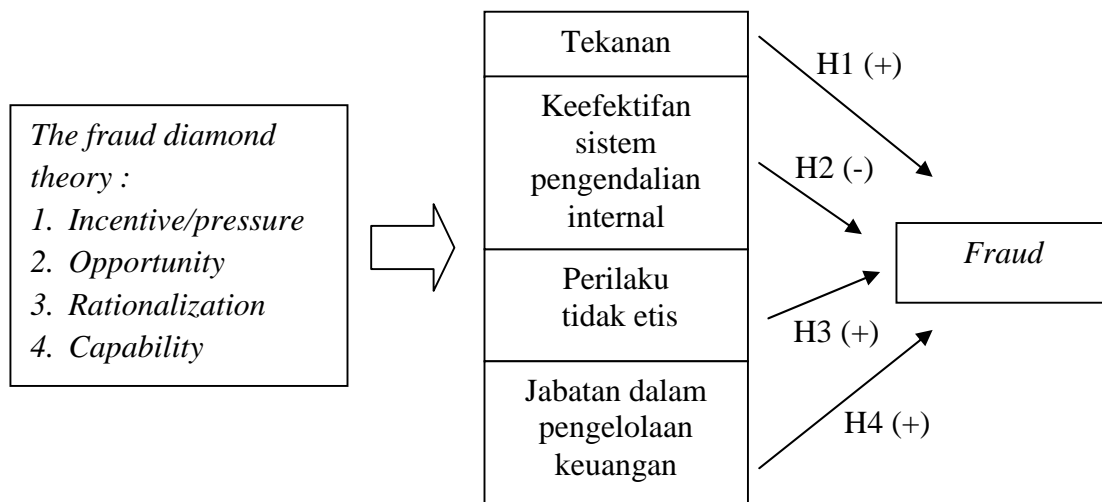 The fraud diamond
theory :
1. Incentive/pressure
2. Opportunity
3. Rationalization
4. Capability
Tekanan
Keefektifan
sistem
pengendalian
internal
Perilaku
tidak etis
Jabatan dalam
pengelolaan
keuangan
H1 (+)
H2 (-)
H3 (+)
H4 (+)
Fraud